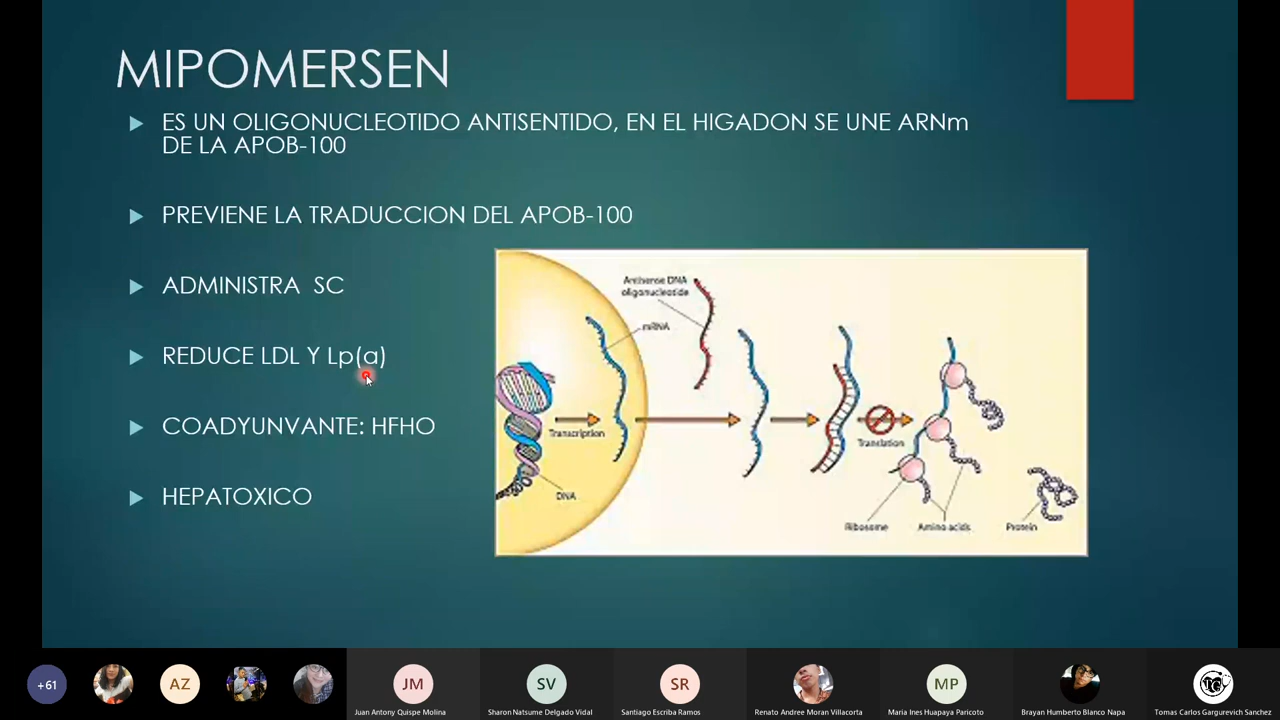 MIPOMERSEN
ES UN OLIGONUCLEOTIDO ANTISENTIDO, EN EL HIGADON SE UNE ARNm
DE LA APOB-100
PREVIENE LA TRADUCCION DEL APOB-100
ADMINISTRA SC
REDUCE LDL Y Lp(a)
COADYUNVANTE: HFHO
HEPATOXICO
Antisense DNA
oligonucleotide
mRNA
Transcription
Translation
DNA
Ribosome
Amino acids
Protein
+61
AZ
JM
SV
SR
MP
Juan Antony Quispe Molina
Sharon Natsume Delgado Vidal
Santiago Escriba Ramos
Renato Andree Moran Villacorta
Maria Ines Huapaya Paricoto
Brayan Humberto Blanco Napa
Tomas Carlos Gargurevich Sanchez